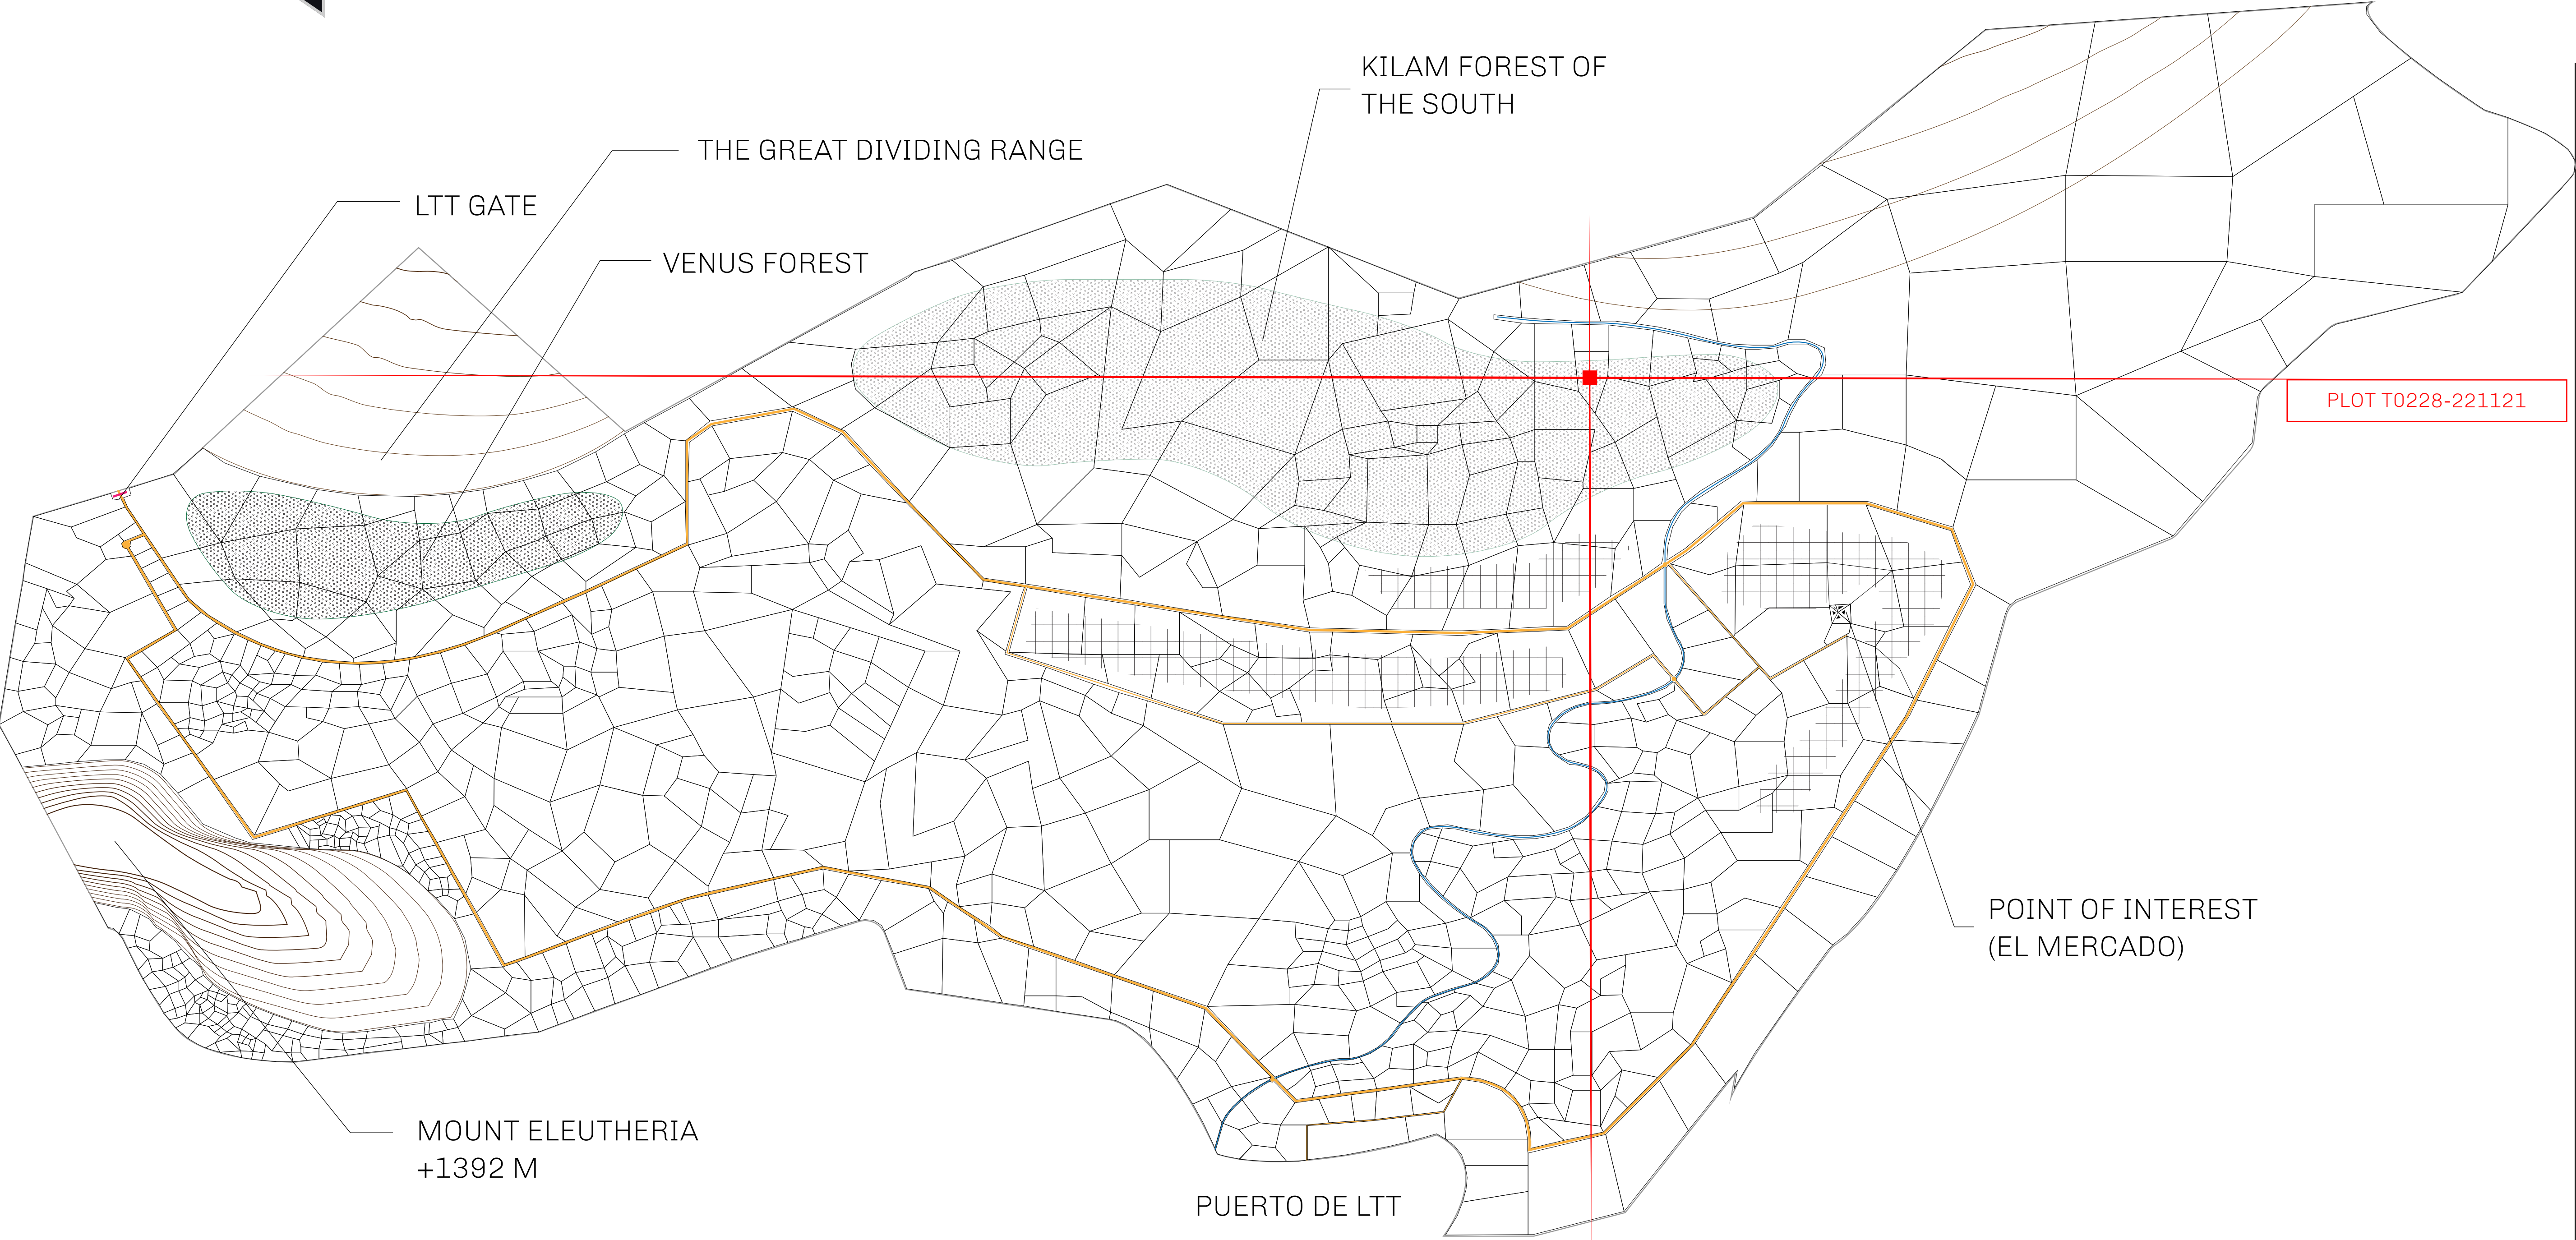 KILAM FOREST OF
THE SOUTH
THE GREAT DIVIDING RANGE
LTT GATE
VENUS FOREST
PLOT T0228-221121
POINT OF INTEREST
(EL MERCADO)
MOUNT ELEUTHERIA
+1392 M
PUERTO DE LTT